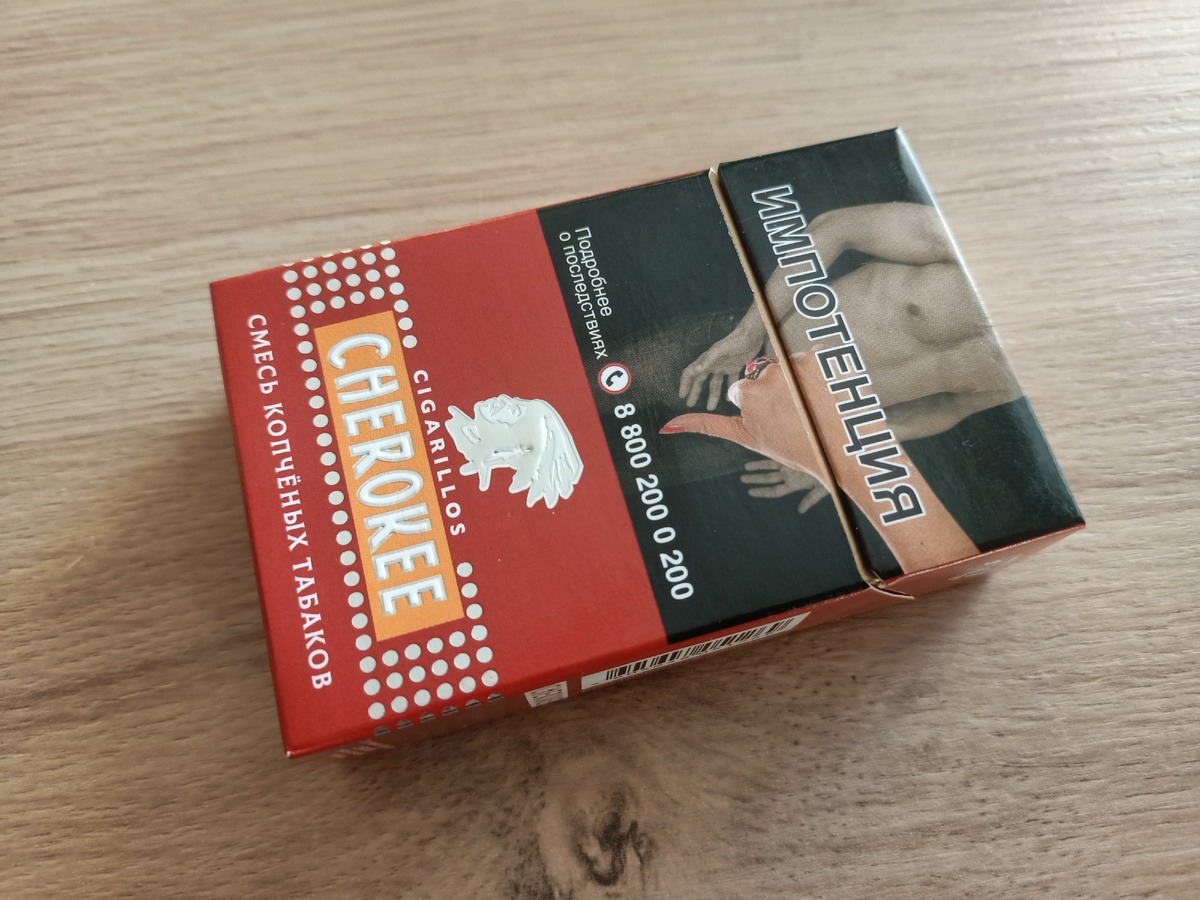 ИМПОТЕНЦИЯ
Подробнее
о последствиях
8 800 200 0 200
CIGARILLOS
CHEROKEE
СМЕСЬ КОПЧЁНЫХ ТАБАКОВ